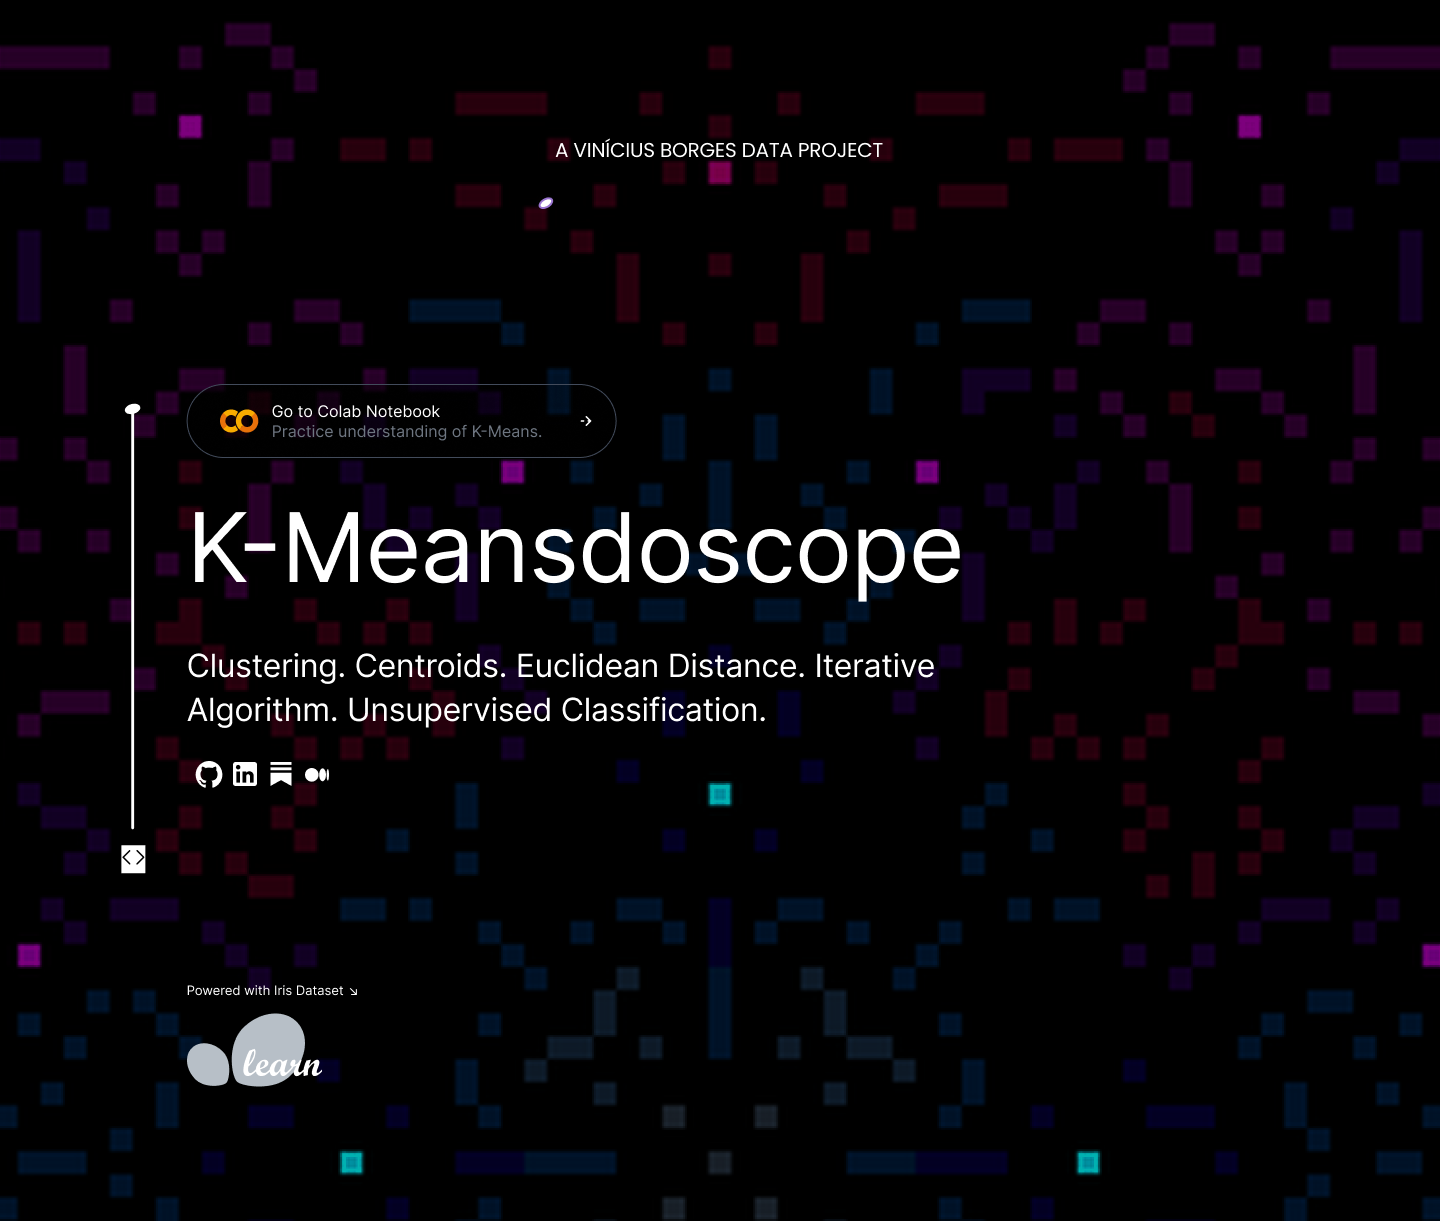 A VINÍCIUS BORGES DATA PROJECT
Go to Colab Notebook
Practice understanding of K-Means.
K-Meansdoscope
Clustering. Centroids. Euclidean Distance. Iterative
Algorithm. Unsupervised Classification.
in
Powered with Iris Dataset ↘
learn